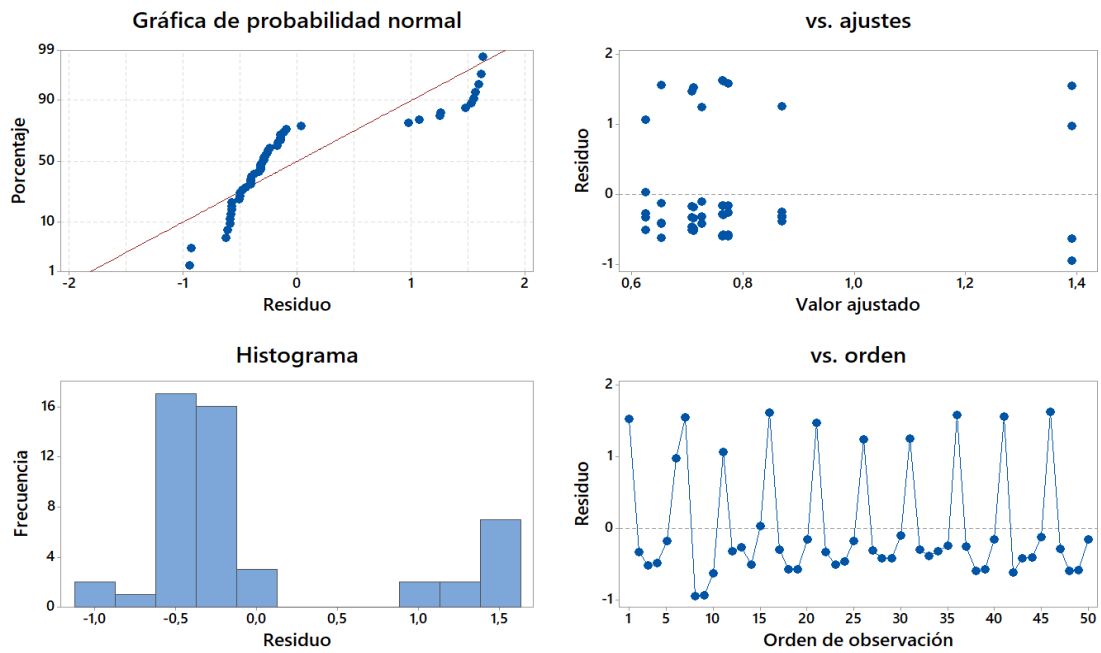 Gráfica de probabilidad normal
99
90
50
10
1
Porcentaje
-2 -1 0 1 2
Residuo
vs. ajustes
2
1
0
-1
Residuo
0,6 0,8 1,0 1,2 1,4
Valor ajustado
Histograma
16
12
8
4
0
Frecuencia
-1,0 -0,5 0,0 0,5 1,0 1,5
Residuo
vs. orden
2
1
0
-1
Residuo
1 5 10 15 20 25 30 35 40 45 50
Orden de observación